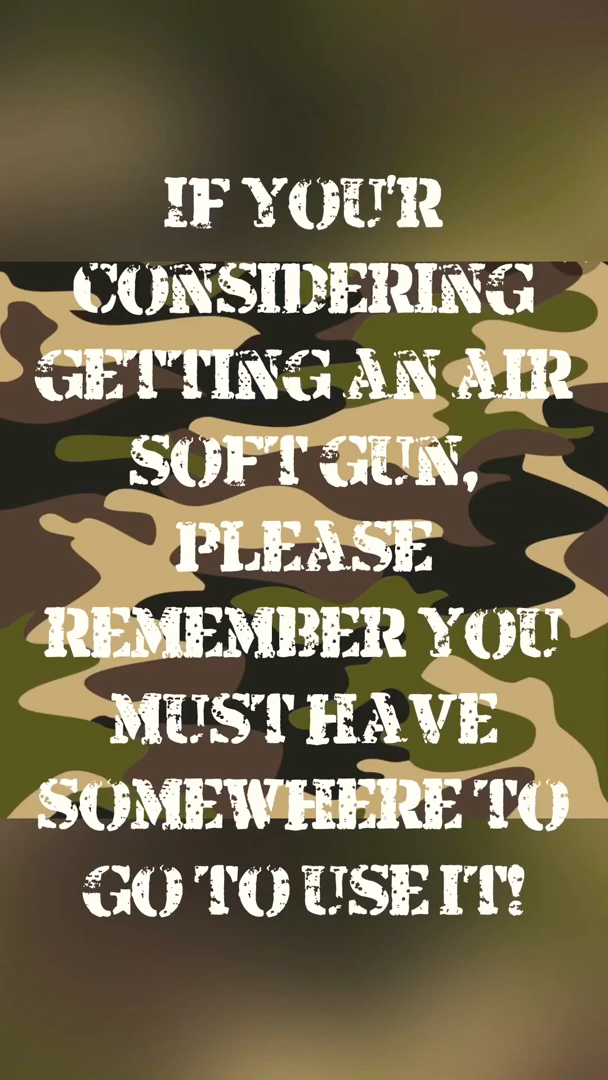 IF YOU'R
CONSIDERING
GETTING AN AIR
SOFT GUN,
PLEASE
REMEMBER YOU
MUST HAVE
SOMEWHERE TO
GO TO USE IT!